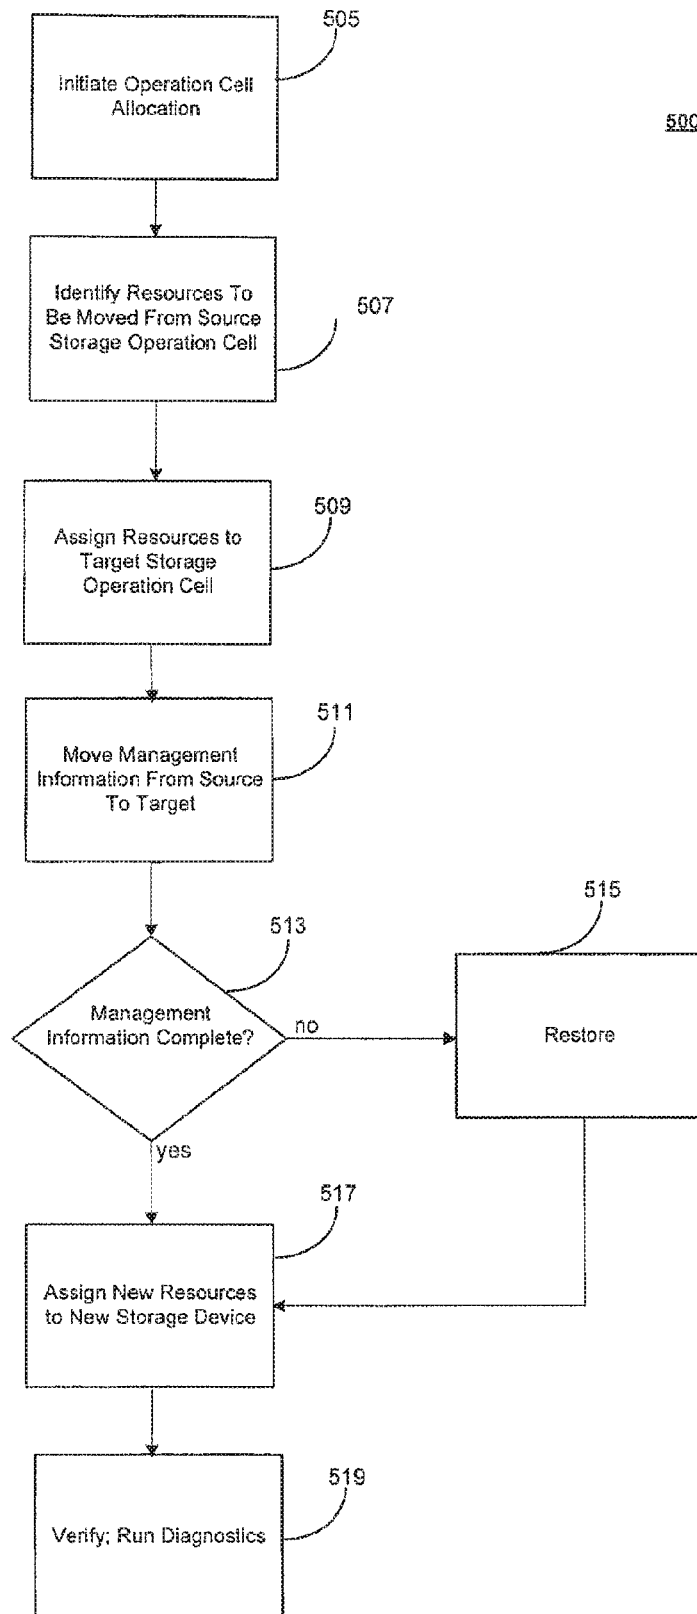 505
Initiate Operation Cell
Allocation
500
Identify Resources To
Be Moved From Source
Storage Operation Cell
507
509
Assign Resources to
Target Storage
Operation Cell
511
Move Management
Information From Source
To Target
513
515
Management
Information Complete?
no
Restore
yes
517
Assign New Resources
to New Storage Device
519
Verify; Run Diagnostics